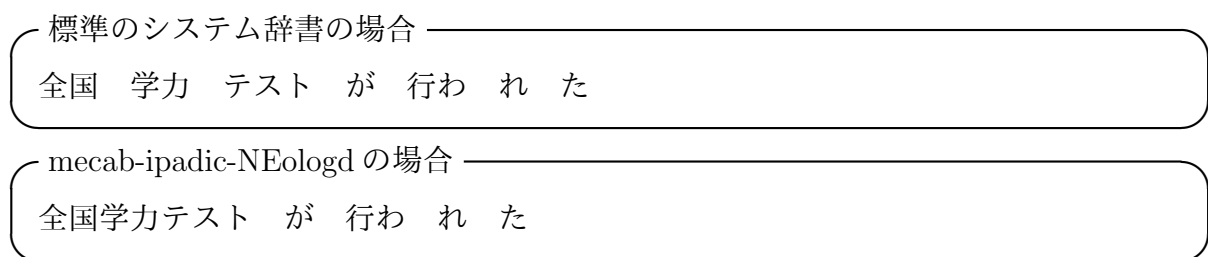 標準のシステム辞書の場合
全国　学力　テスト　が　行わ　れ　た
mecab-ipadic-NEologd の場合
全国学力テスト　が　行わ　れ　た